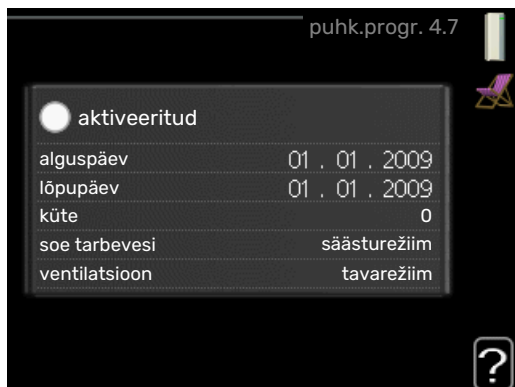 puhk.progr. 4.7
aktiveeritud
alguspäev 01 . 01 . 2009
lõpupäev 01 . 01 . 2009
küte 0
soe tarbevesi säästurežiim
ventilatsioon tavarežiim
?